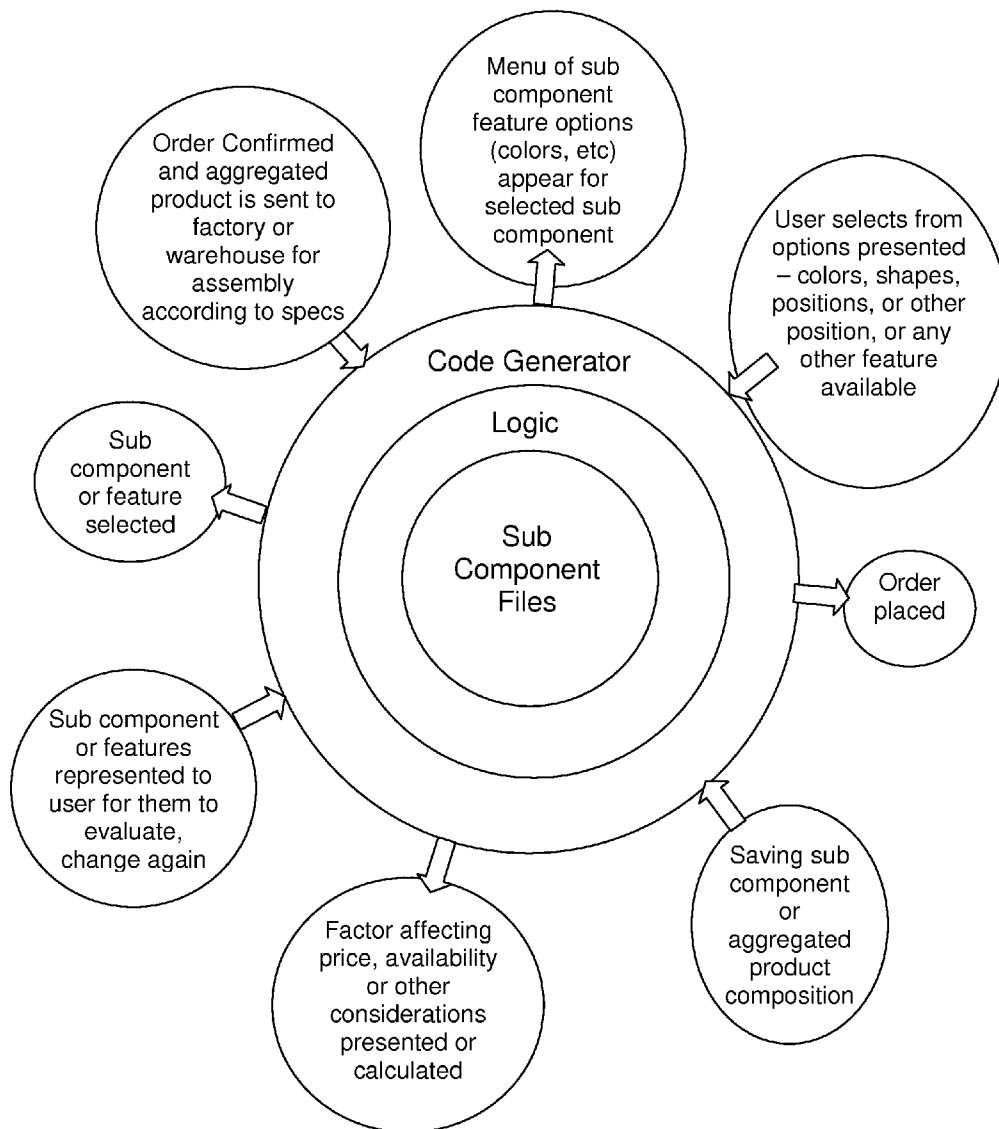 Menu of sub
component
feature options
(colors, etc)
appear for
selected sub
component
Order Confirmed
and aggregated
product is sent to
factory or
warehouse for
assembly
according to specs
User selects from
options presented
– colors, shapes,
positions, or other
position, or any
other feature
available
Code Generator
Logic
Sub
Component
Files
Sub
component
or feature
selected
Order
placed
Sub component
or features
represented to
user for them to
evaluate,
change again
Saving sub
component
or
aggregated
product
composition
Factor affecting
price, availability
or other
considerations
presented or
calculated